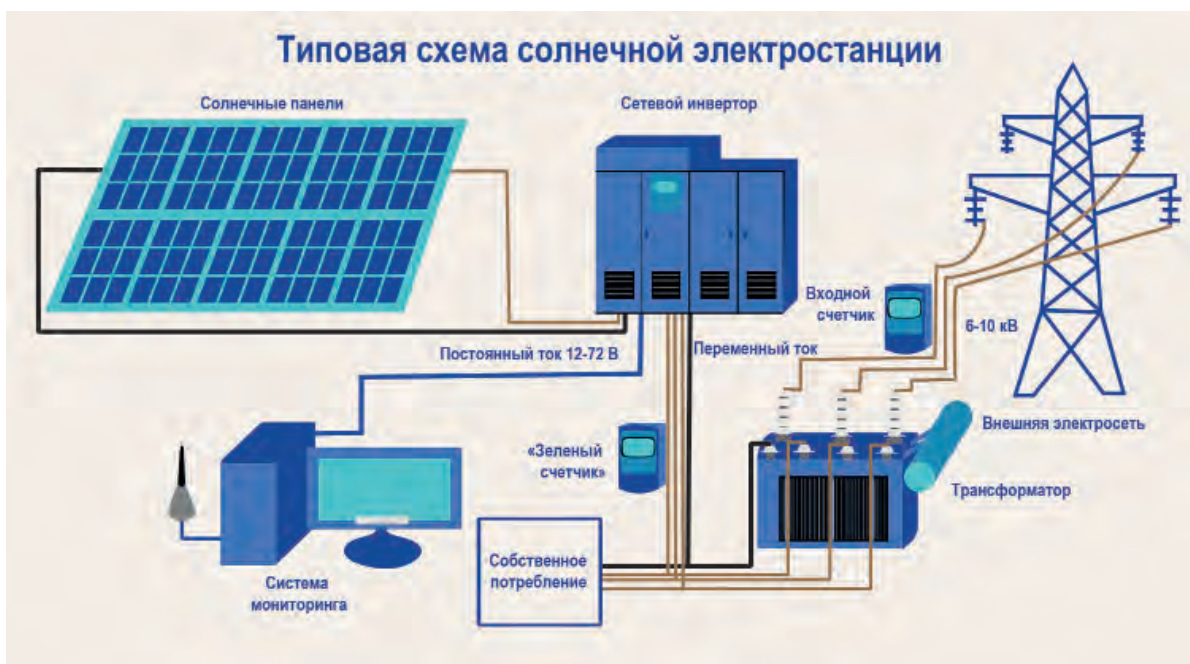 Типовая схема солнечной электростанции
Солнечные панели
Сетевой инвертор
Входной
счетчик
6-10 кВ
Постоянный ток 12-72 В
Переменный ток
Внешняя электросеть
«Зеленый
счетчик»
Трансформатор
Собственное
потребление
Система
мониторинга